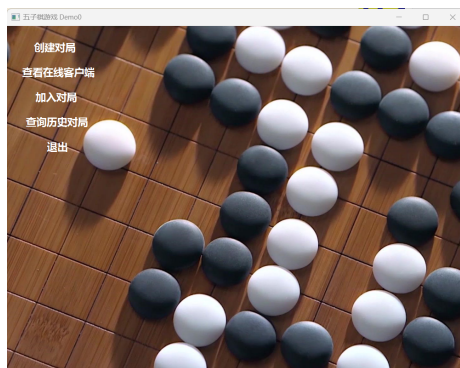 五子棋游戏 Demo0
创建对局
查看在线客户端
加入对局
查询历史对局
退出